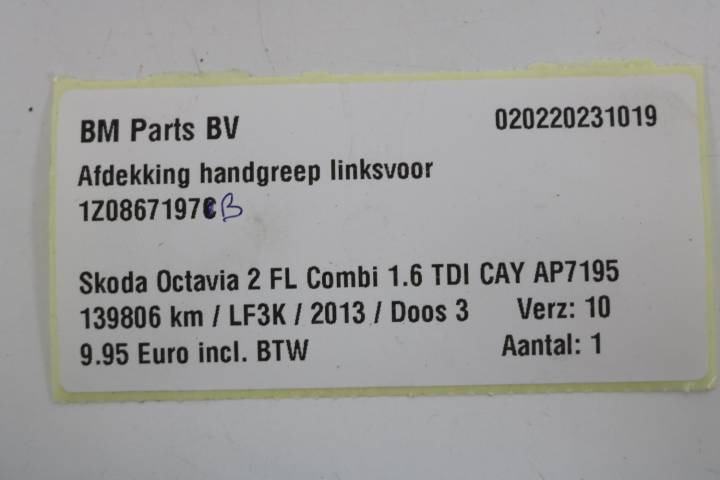 BM Parts BV 020220231019
Afdekking handgreep linksvoor
1Z0867197CB
Skoda Octavia 2 FL Combi 1.6 TDI CAY AP7195
139806 km / LF3K / 2013 / Doos 3 Verz: 10
9.95 Euro incl. BTW Aantal: 1